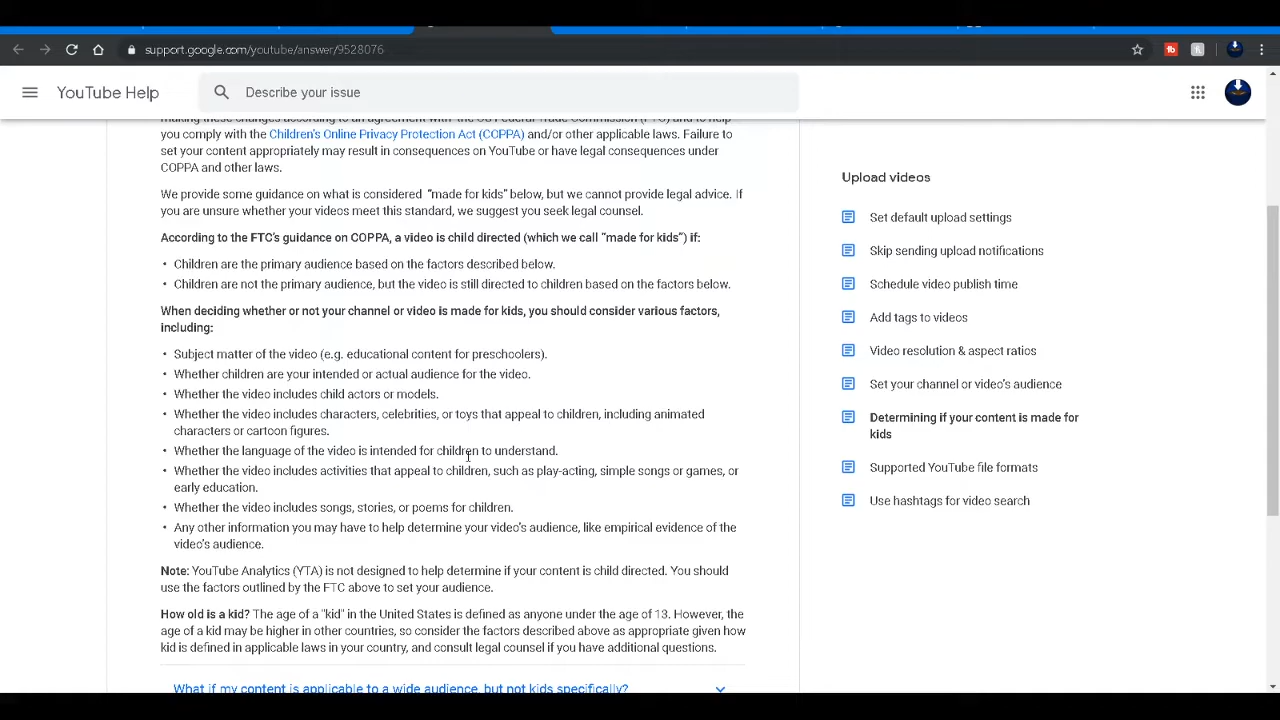 support.google.com/youtube/answer/9528076
YouTube Help
Describe your issue
you comply with the Children's Online Privacy Protection Act (COPPA) and/or other applicable laws. Failure to
set your content appropriately may result in consequences on YouTube or have legal consequences under
COPPA and other laws.
We provide some guidance on what is considered “made for kids” below, but we cannot provide legal advice. If
you are unsure whether your videos meet this standard, we suggest you seek legal counsel.
According to the FTC’s guidance on COPPA, a video is child directed (which we call “made for kids”) if:
• Children are the primary audience based on the factors described below.
• Children are not the primary audience, but the video is still directed to children based on the factors below.
When deciding whether or not your channel or video is made for kids, you should consider various factors,
including:
• Subject matter of the video (e.g. educational content for preschoolers).
• Whether children are your intended or actual audience for the video.
• Whether the video includes child actors or models.
• Whether the video includes characters, celebrities, or toys that appeal to children, including animated
characters or cartoon figures.
• Whether the language of the video is intended for children to understand.
• Whether the video includes activities that appeal to children, such as play-acting, simple songs or games, or
early education.
• Whether the video includes songs, stories, or poems for children.
• Any other information you may have to help determine your video’s audience, like empirical evidence of the
video’s audience.
Note: YouTube Analytics (YTA) is not designed to help determine if your content is child directed. You should
use the factors outlined by the FTC above to set your audience.
How old is a kid? The age of a "kid" in the United States is defined as anyone under the age of 13. However, the
age of a kid may be higher in other countries, so consider the factors described above as appropriate given how
kid is defined in applicable laws in your country, and consult legal counsel if you have additional questions.
What if my content is applicable to a wide audience, but not kids specifically?
Upload videos
Set default upload settings
Skip sending upload notifications
Schedule video publish time
Add tags to videos
Video resolution & aspect ratios
Set your channel or video's audience
Determining if your content is made for
kids
Supported YouTube file formats
Use hashtags for video search